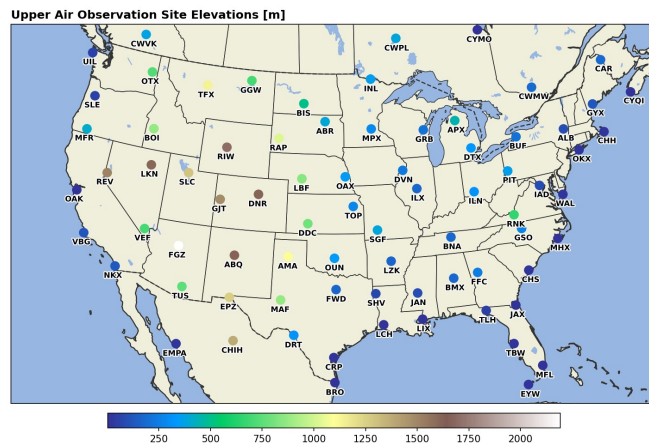 Upper Air Observation Site Elevations [m]
CWVK
CWPL
CYMO
UIL
CAR
OTX
GGW
INL
TFX
CWMW
CYQI
SLE
BIS
GYX
ABR
APX
MFR
BOI
MPX
GRB
ALB
CHH
RAP
BUF
RIW
DTX
OKX
LKN
REV
SLC
DVN
PIT
LBF
OAX
IAD
OAK
ILX
ILN
WAL
GJT
DNR
TOP
RNK
DDC
VBG
VEF
SGF
GSO
BNA
MHX
FGZ
ABQ
AMA
OUN
LZK
NKX
CHS
BMX
FFC
TUS
FWD
EPZ
MAF
SHV
JAN
JAX
TLH
LIX
LCH
DRT
EMPA
CHIH
TBW
CRP
MFL
BRO
EYW
250 500 750 1000 1250 1500 1750 2000